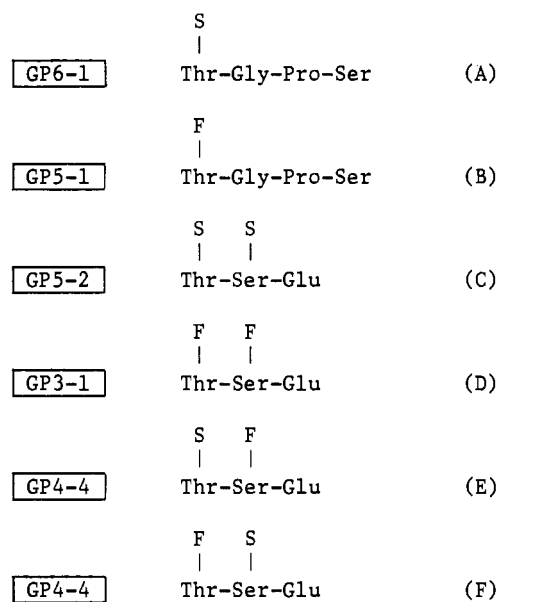 S
|
GP6-1 Thr-Gly-Pro-Ser (A)
F
|
GP5-1 Thr-Gly-Pro-Ser (B)
S S
| |
GP5-2 Thr-Ser-Glu (C)
F F
| |
GP3-1 Thr-Ser-Glu (D)
S F
| |
GP4-4 Thr-Ser-Glu (E)
F S
| |
GP4-4 Thr-Ser-Glu (F)